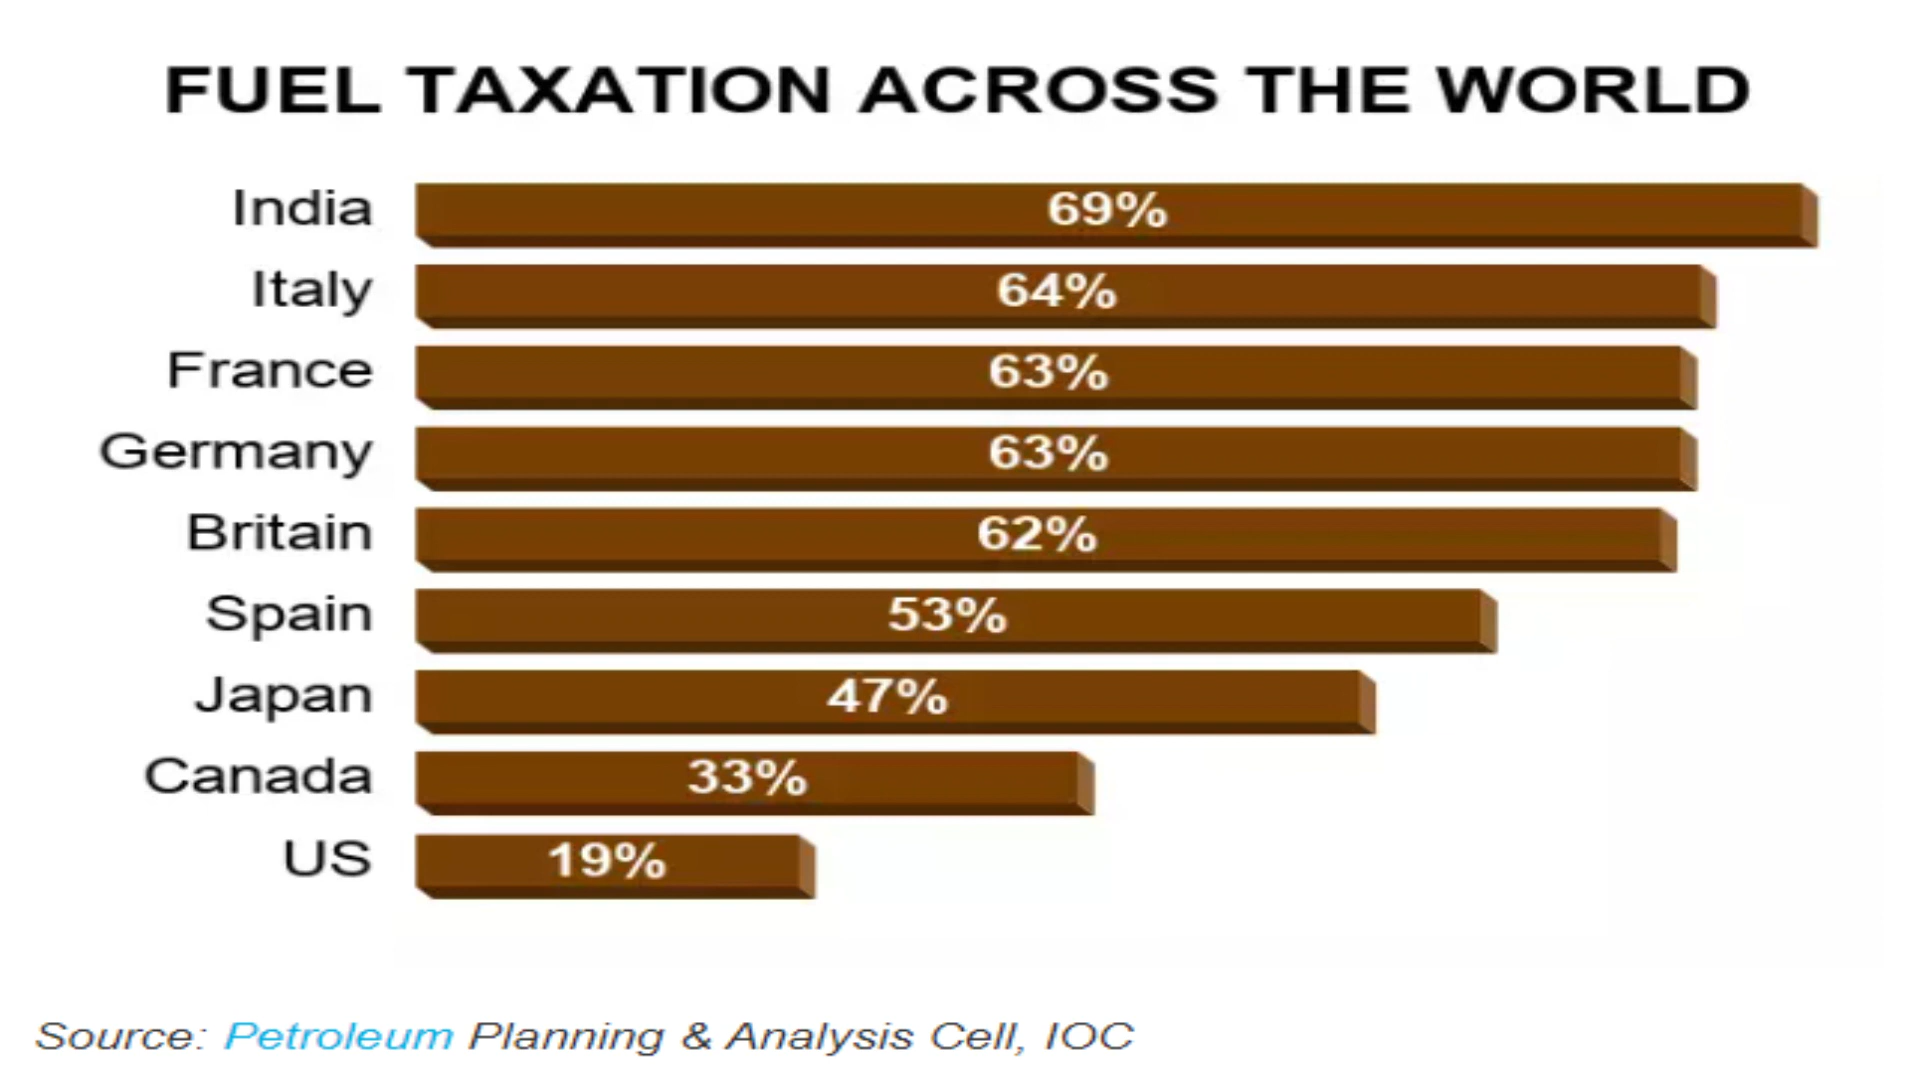 FUEL TAXATION ACROSS THE WORLD
India 69%
Italy 64%
France 63%
Germany 63%
Britain 62%
Spain 53%
Japan 47%
Canada 33%
US 19%
Source: Petroleum Planning & Analysis Cell, IOC